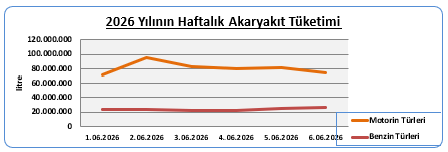 2026 Yılının Haftalık Akaryakıt Tüketimi
litre
120.000.000
100.000.000
80.000.000
60.000.000
40.000.000
20.000.000
0
1.06.2026 2.06.2026 3.06.2026 4.06.2026 5.06.2026 6.06.2026
Motorin Türleri
Benzin Türleri